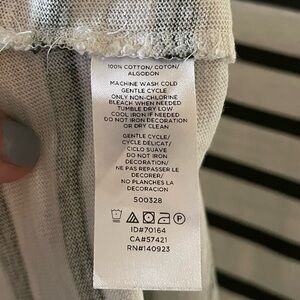 100% COTTON/ COTON/
ALGODON
MACHINE WASH COLD
GENTLE CYCLE
ONLY NON-CHLORINE
BLEACH WHEN NEEDED
TUMBLE DRY LOW
COOL IRON IF NEEDED
DO NOT IRON DECORATION
OR DRY CLEAN
GENTLE CYCLE/
CYCLE DELICAT/
CICLO SUAVE
DO NOT IRON
DECORATION/
NE PAS REPASSER LE
DECORER/
NO PLANCHES LA
DECORACION
S00328
ID#70164
CA#57421
RN#140923